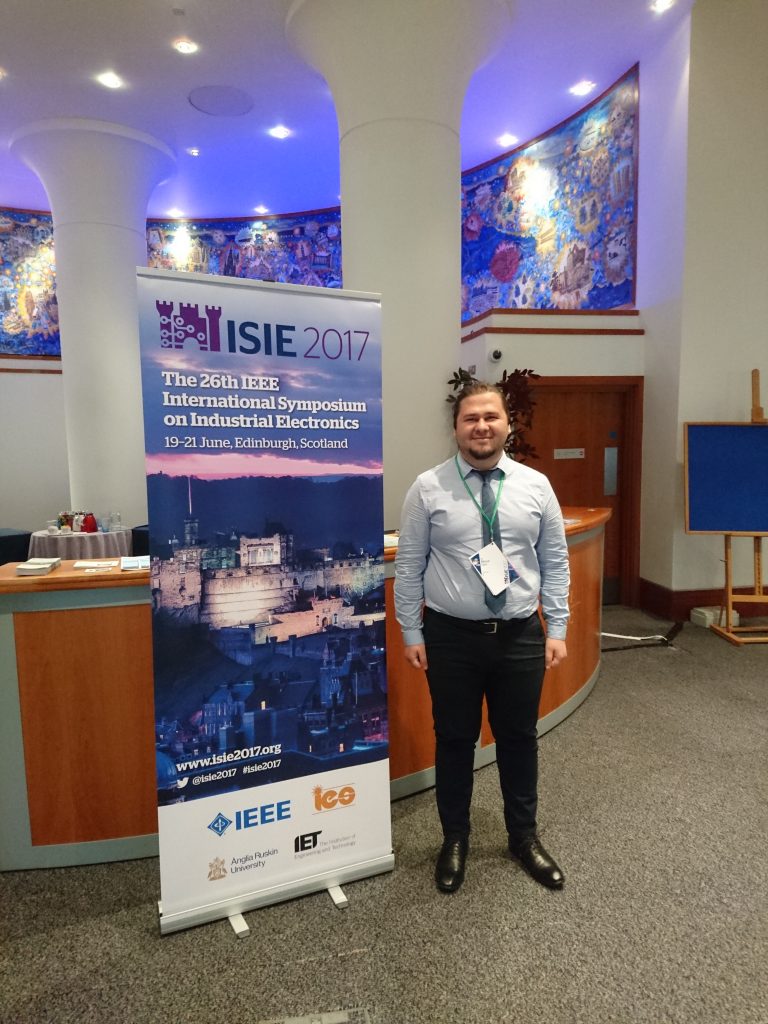 ISIE 2017
The 26th IEEE
International Symposium
on Industrial Electronics
19-21 June, Edinburgh, Scotland
www.isie2017.org
@isie2017 #isie2017
IEEE
ies
Anglia Ruskin
University
IET
The Institution of
Engineering and Technology